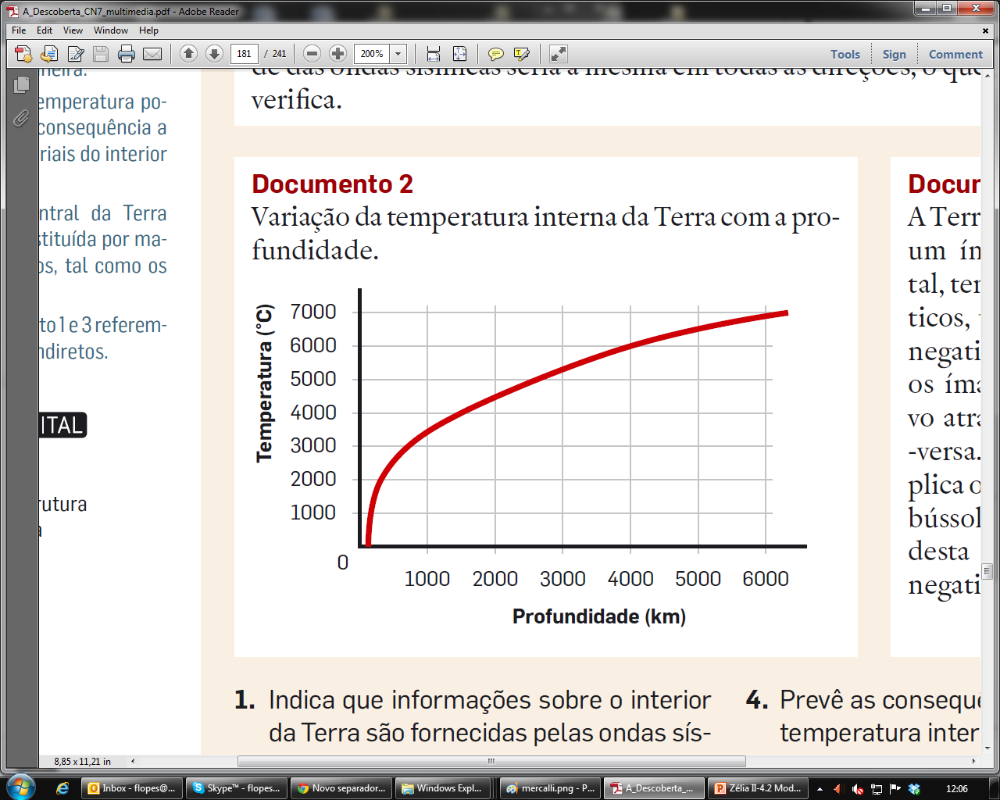 A_Descoberta_CN7_multimedia.pdf - Adobe Reader
File Edit View Window Help
181 / 241 200% Tools Sign Comment
meira.
emperatura po-
consequência a
riais do interior
ntral da Terra
stituída por ma-
os, tal como os
to 1 e 3 referem-
ndiretos.
ITAL
rutura
a
de das ondas sísmicas seria a mesma em todas as direções, o que
verifica.
Documento 2
Variação da temperatura interna da Terra com a pro-
fundidade.
Temperatura (°C)
7000
6000
5000
4000
3000
2000
1000
0
1000 2000 3000 4000 5000 6000
Profundidade (km)
Docum
A Terra
um ím
tal, ter
ticos,
negati
os íma
vo atra
-versa.
plica o
bússol
desta
negati
1. Indica que informações sobre o interior
da Terra são fornecidas pelas ondas sís-
4. Prevê as consequê
temperatura inter
8,85 x 11,21 in
Inbox - flopes@... Skype™ - flopes... Novo separador... Windows Expl... mercalli.png - P... A_Descoberta_... Zélia II-4.2 Mod... 12:06